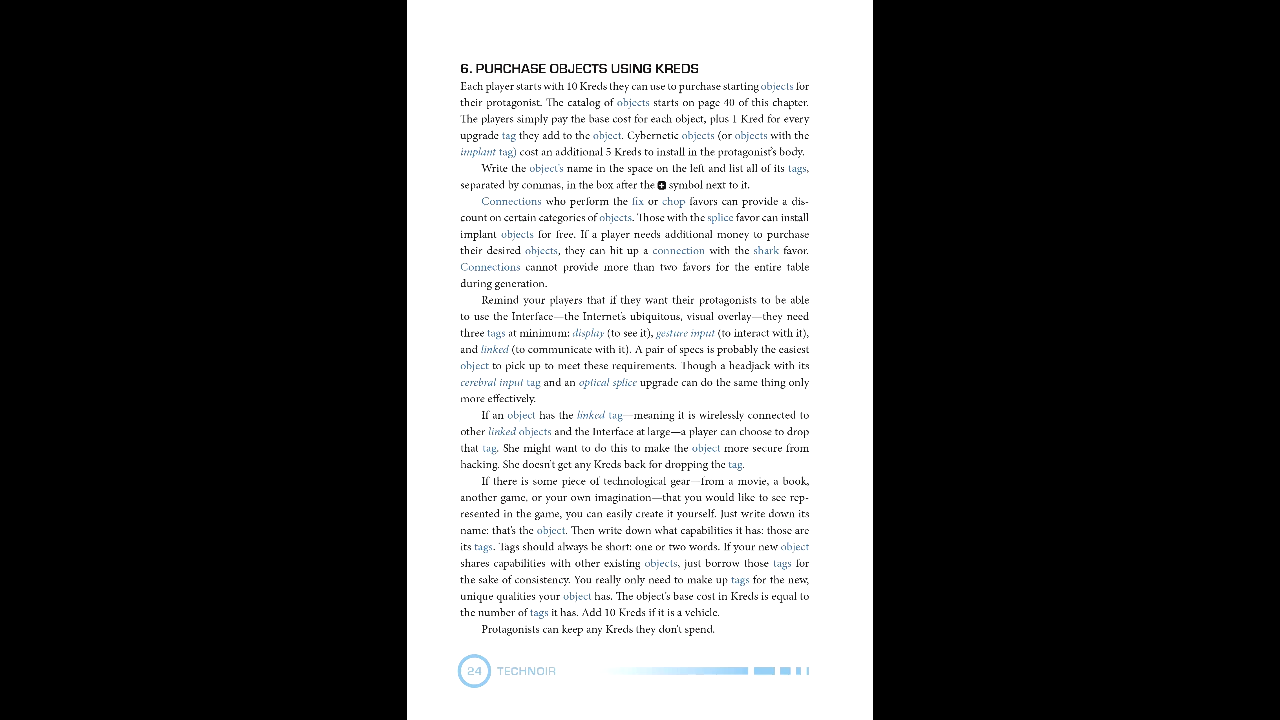 6. PURCHASE OBJECTS USING KREDS
Each player starts with 10 Kreds they can use to purchase starting objects for
their protagonist. The catalog of objects starts on page 40 of this chapter.
The players simply pay the base cost for each object, plus 1 Kred for every
upgrade tag they add to the object. Cybernetic objects (or objects with the
implant tag) cost an additional 5 Kreds to install in the protagonist's body.
Write the object's name in the space on the left and list all of its tags,
separated by commas, in the box after the + symbol next to it.
Connections who perform the fix or chop favors can provide a dis-
count on certain categories of objects. Those with the splice favor can install
implant objects for free. If a player needs additional money to purchase
their desired objects, they can hit up a connection with the shark favor.
Connections cannot provide more than two favors for the entire table
during generation.
Remind your players that if they want their protagonists to be able
to use the Interface—the Internet's ubiquitous, visual overlay—they need
three tags at minimum: display (to see it), gesture input (to interact with it),
and linked (to communicate with it). A pair of specs is probably the easiest
object to pick up to meet these requirements. Though a headjack with its
cerebral input tag and an optical splice upgrade can do the same thing only
more effectively.
If an object has the linked tag—meaning it is wirelessly connected to
other linked objects and the Interface at large—a player can choose to drop
that tag. She might want to do this to make the object more secure from
hacking. She doesn't get any Kreds back for dropping the tag.
If there is some piece of technological gear—from a movie, a book,
another game, or your own imagination—that you would like to see rep-
resented in the game, you can easily create it yourself. Just write down its
name: that's the object. Then write down what capabilities it has: those are
its tags. Tags should always be short: one or two words. If your new object
shares capabilities with other existing objects, just borrow those tags for
the sake of consistency. You really only need to make up tags for the new,
unique qualities your object has. The object's base cost in Kreds is equal to
the number of tags it has. Add 10 Kreds if it is a vehicle.
Protagonists can keep any Kreds they don't spend.
24 TECHNOIR